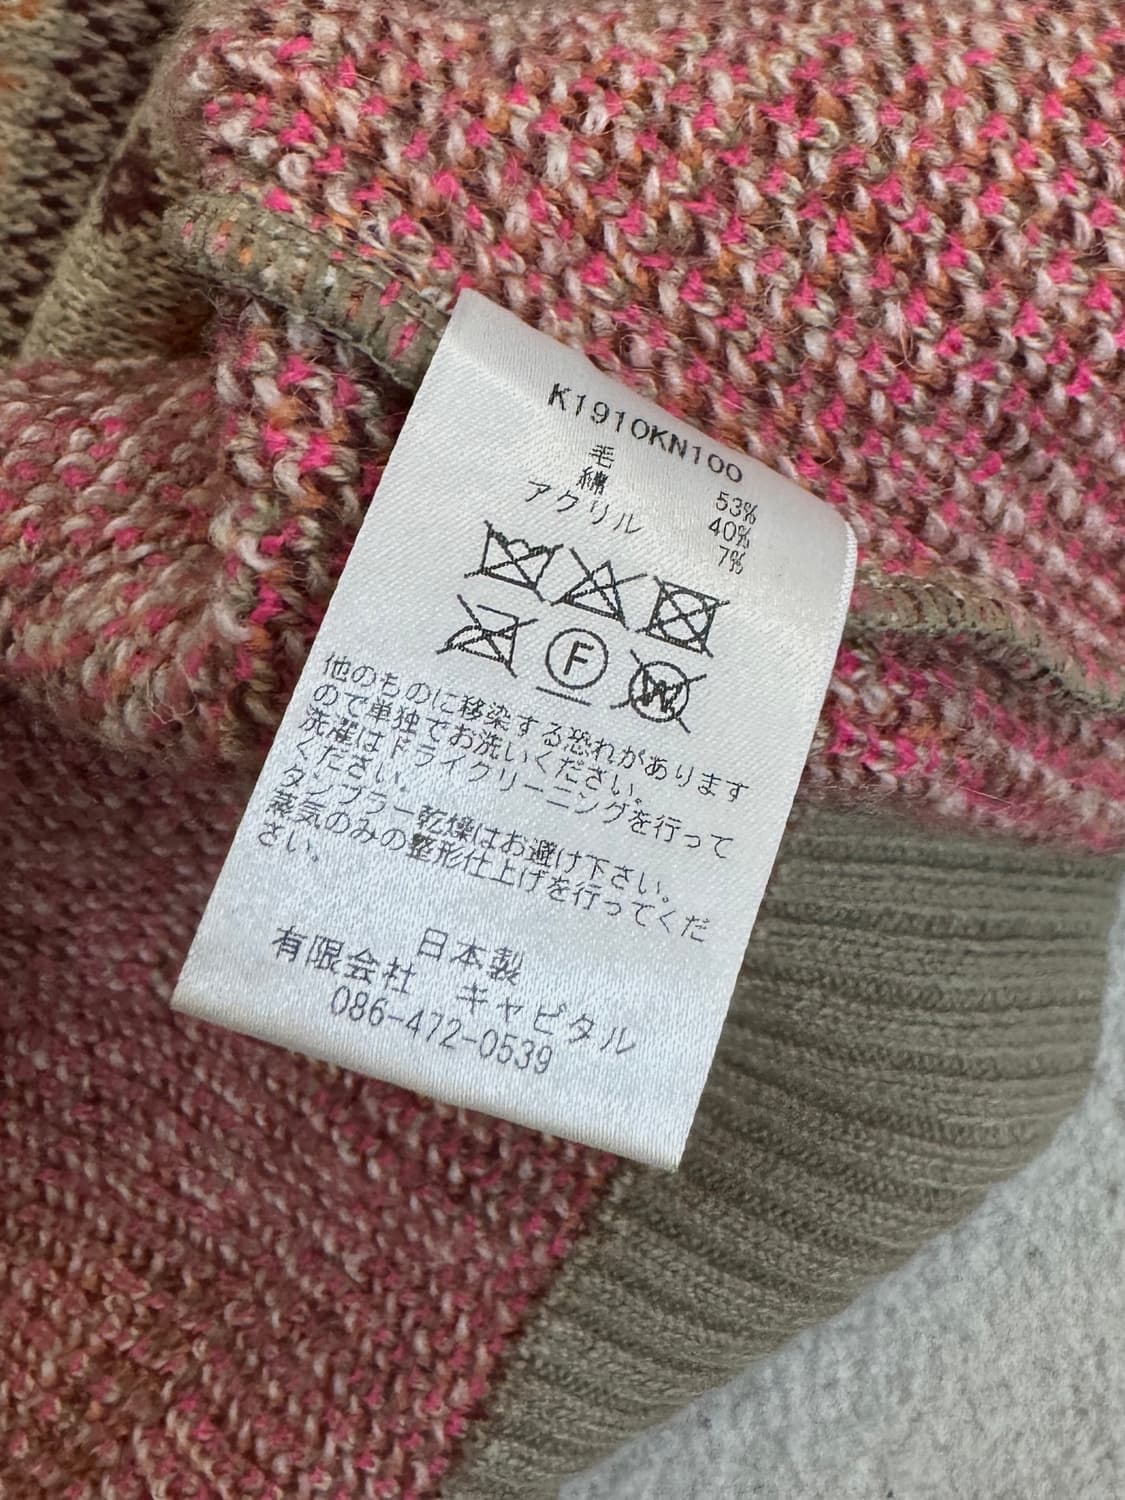 K1910KN100
毛 53%
綿 40%
アクリル 7%
F
W
他のものに移染する恐れがあります
ので単独でお洗いください。
洗濯はドライクリーニングを行って
ください。
タンブラー乾燥はお避け下さい。
蒸気のみの整形仕上げを行ってくだ
さい。
日本製
有限会社 キャピタル
086-472-0539